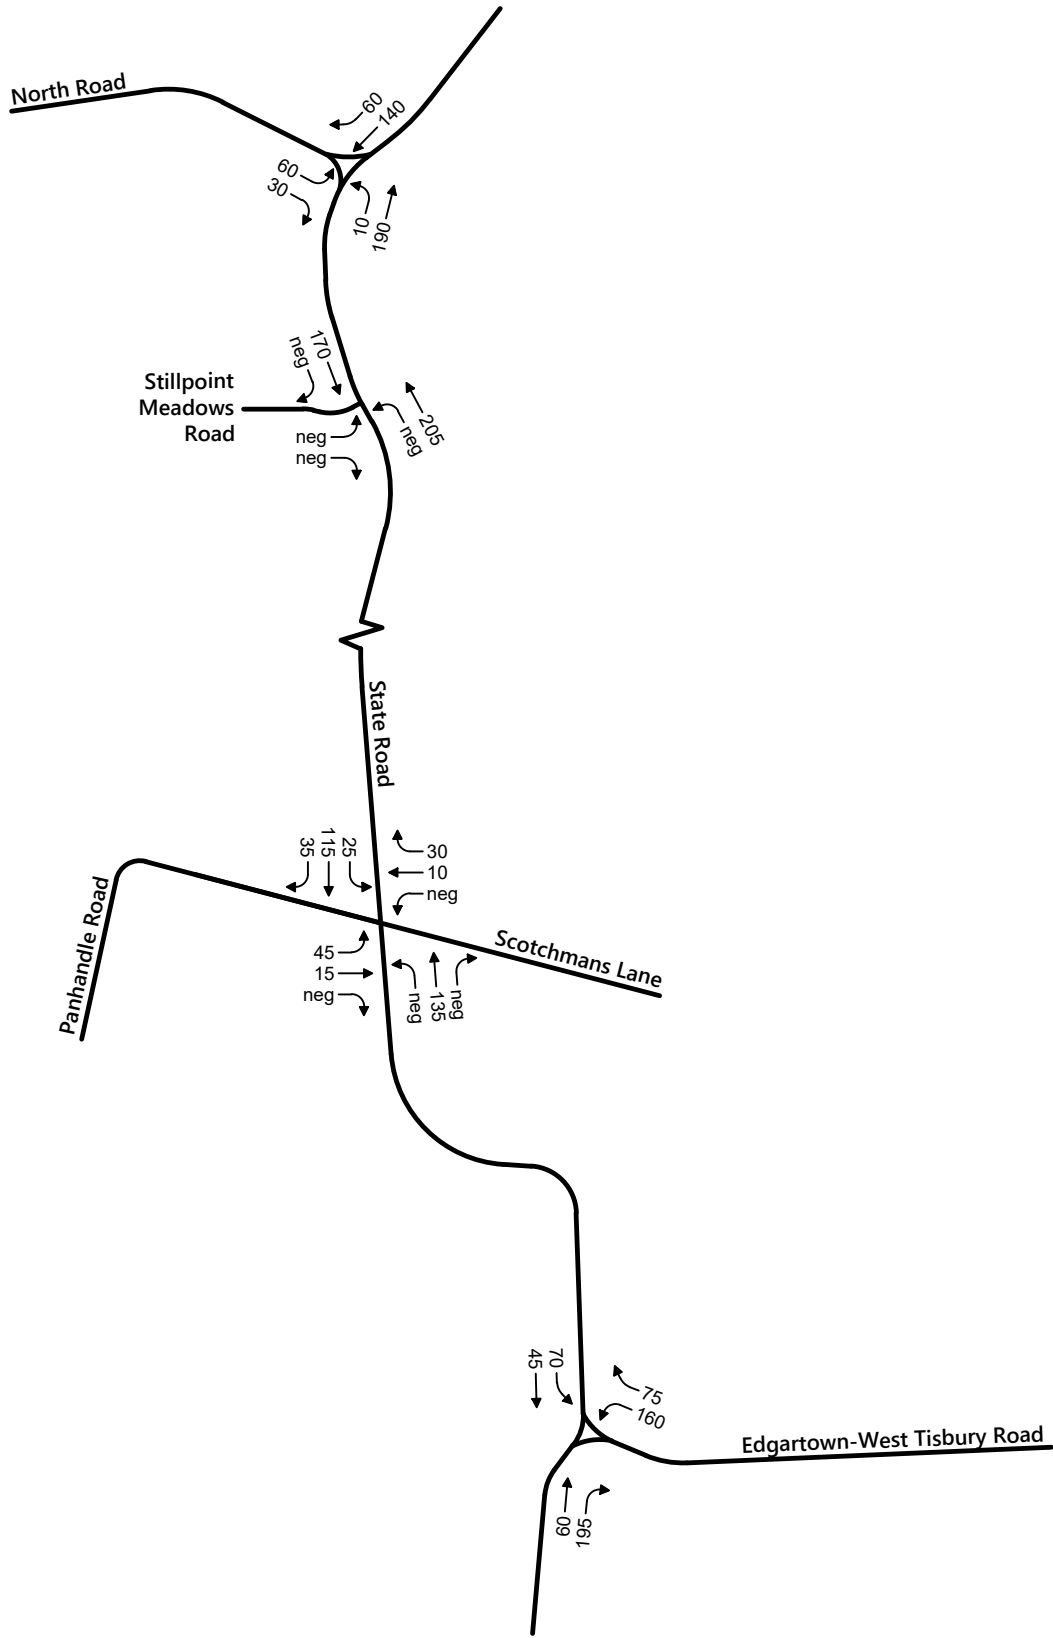 North Road
60
140
60
30
10
190
170
neg
Stillpoint
Meadows
Road
205
neg
neg
neg
State Road
35
115
25
30
10
neg
Panhandle Road
Scotchmans Lane
45
15
neg
neg
135
neg
45
70
75
160
Edgartown-West Tisbury Road
60
195